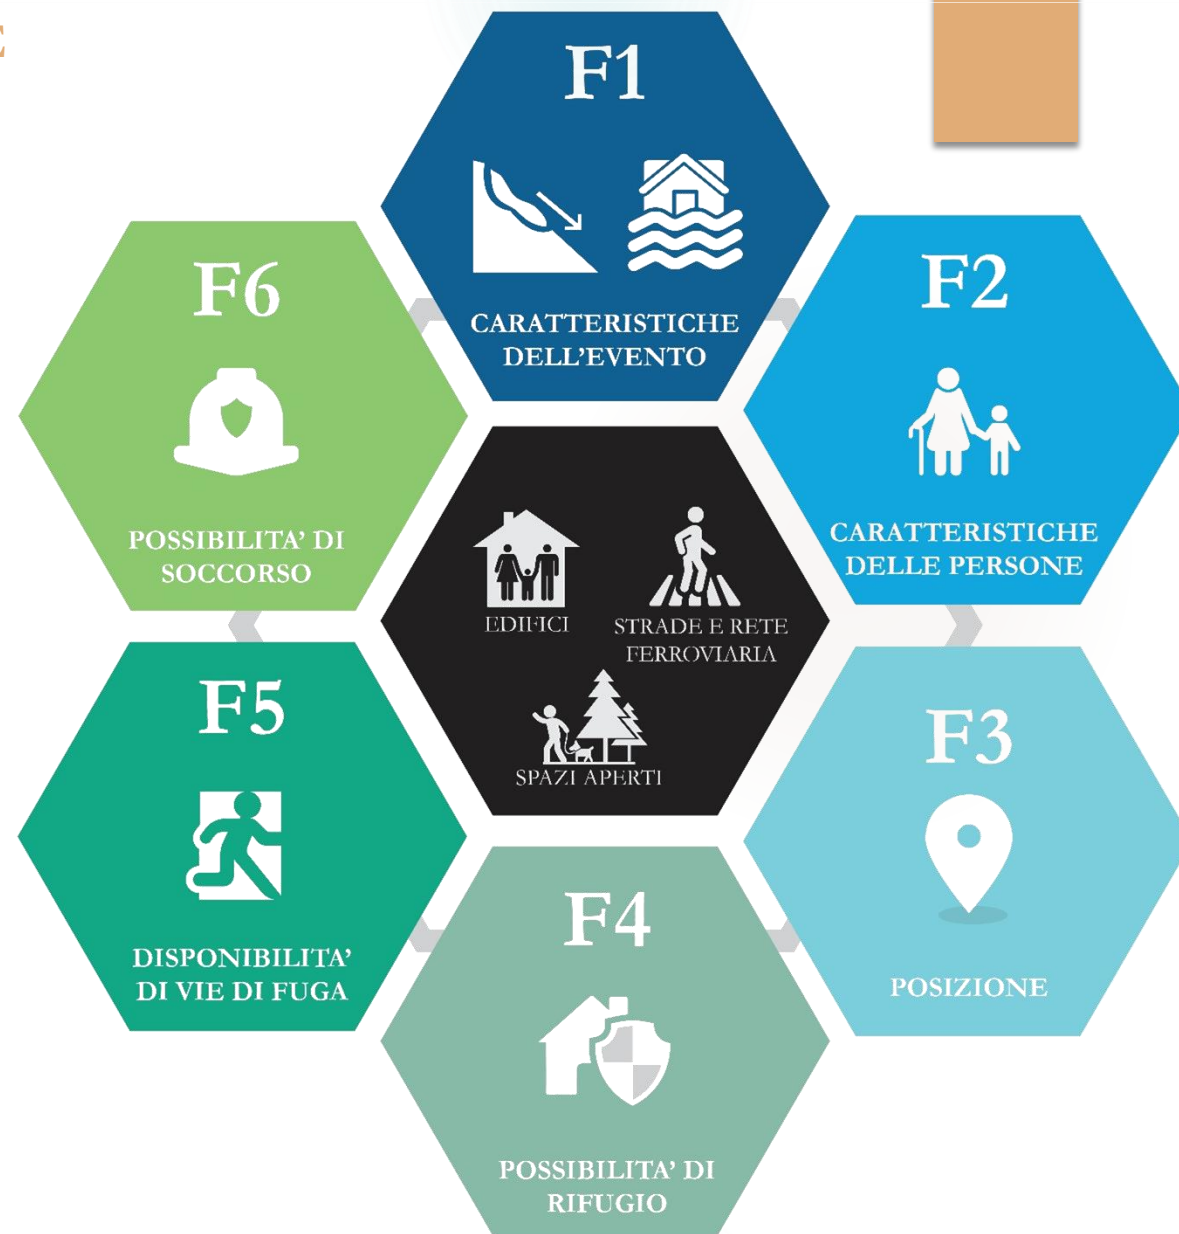 F1
CARATTERISTICHE
DELL'EVENTO
F2
CARATTERISTICHE
DELLE PERSONE
F3
POSIZIONE
F4
POSSIBILITA' DI
RIFUGIO
F5
DISPONIBILITA'
DI VIE DI FUGA
F6
POSSIBILITA' DI
SOCCORSO
EDIFICI
STRADE E RETE
FERROVIARIA
SPAZI APERTI